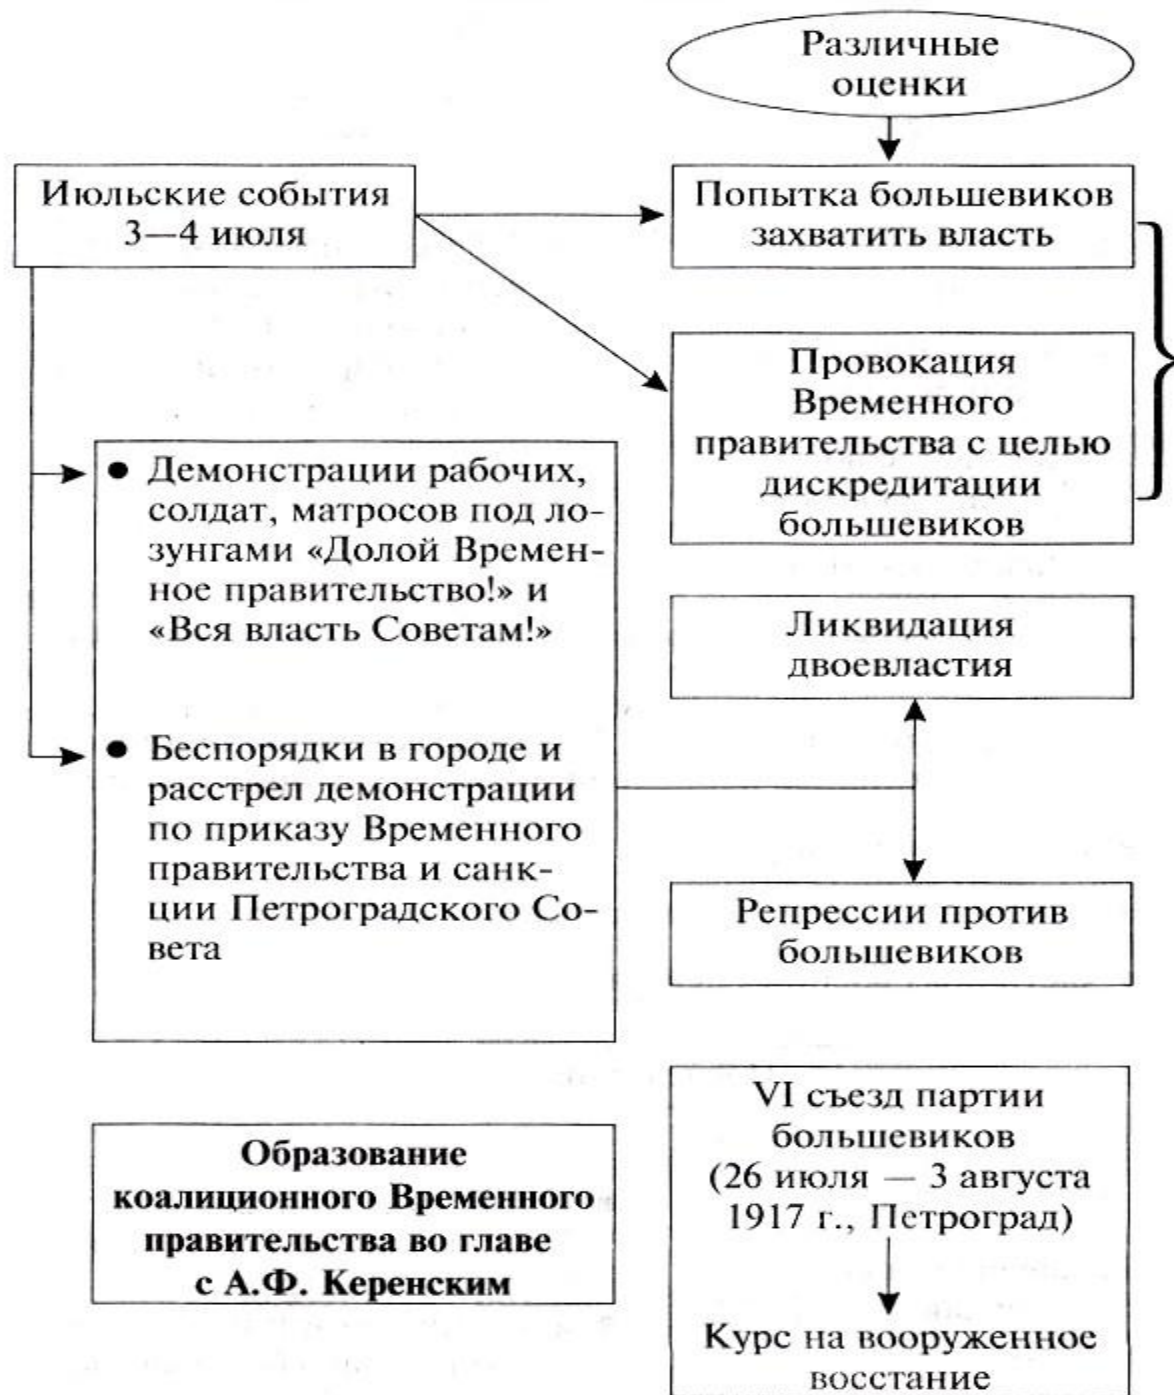 Различные
оценки
Июльские события
3—4 июля
Попытка большевиков
захватить власть
Провокация
Временного
правительства с целью
дискредитации
большевиков
● Демонстрации рабочих,
солдат, матросов под ло-
зунгами «Долой Времен-
ное правительство!» и
«Вся власть Советам!»
● Беспорядки в городе и
расстрел демонстрации
по приказу Временного
правительства и санк-
ции Петроградского Со-
вета
Ликвидация
двоевластия
Репрессии против
большевиков
Образование
коалиционного Временного
правительства во главе
с А.Ф. Керенским
VI съезд партии
большевиков
(26 июля — 3 августа
1917 г., Петроград)
Курс на вооруженное
восстание